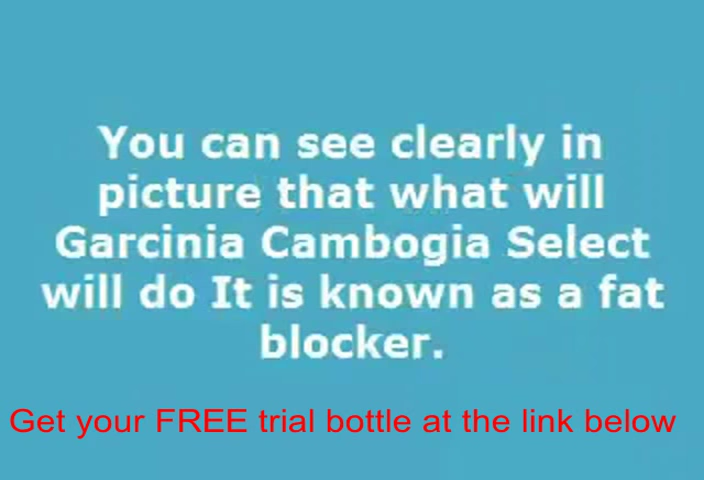 You can see clearly in
picture that what will
Garcinia Cambogia Select
will do It is known as a fat
blocker.
Get your FREE trial bottle at the link below